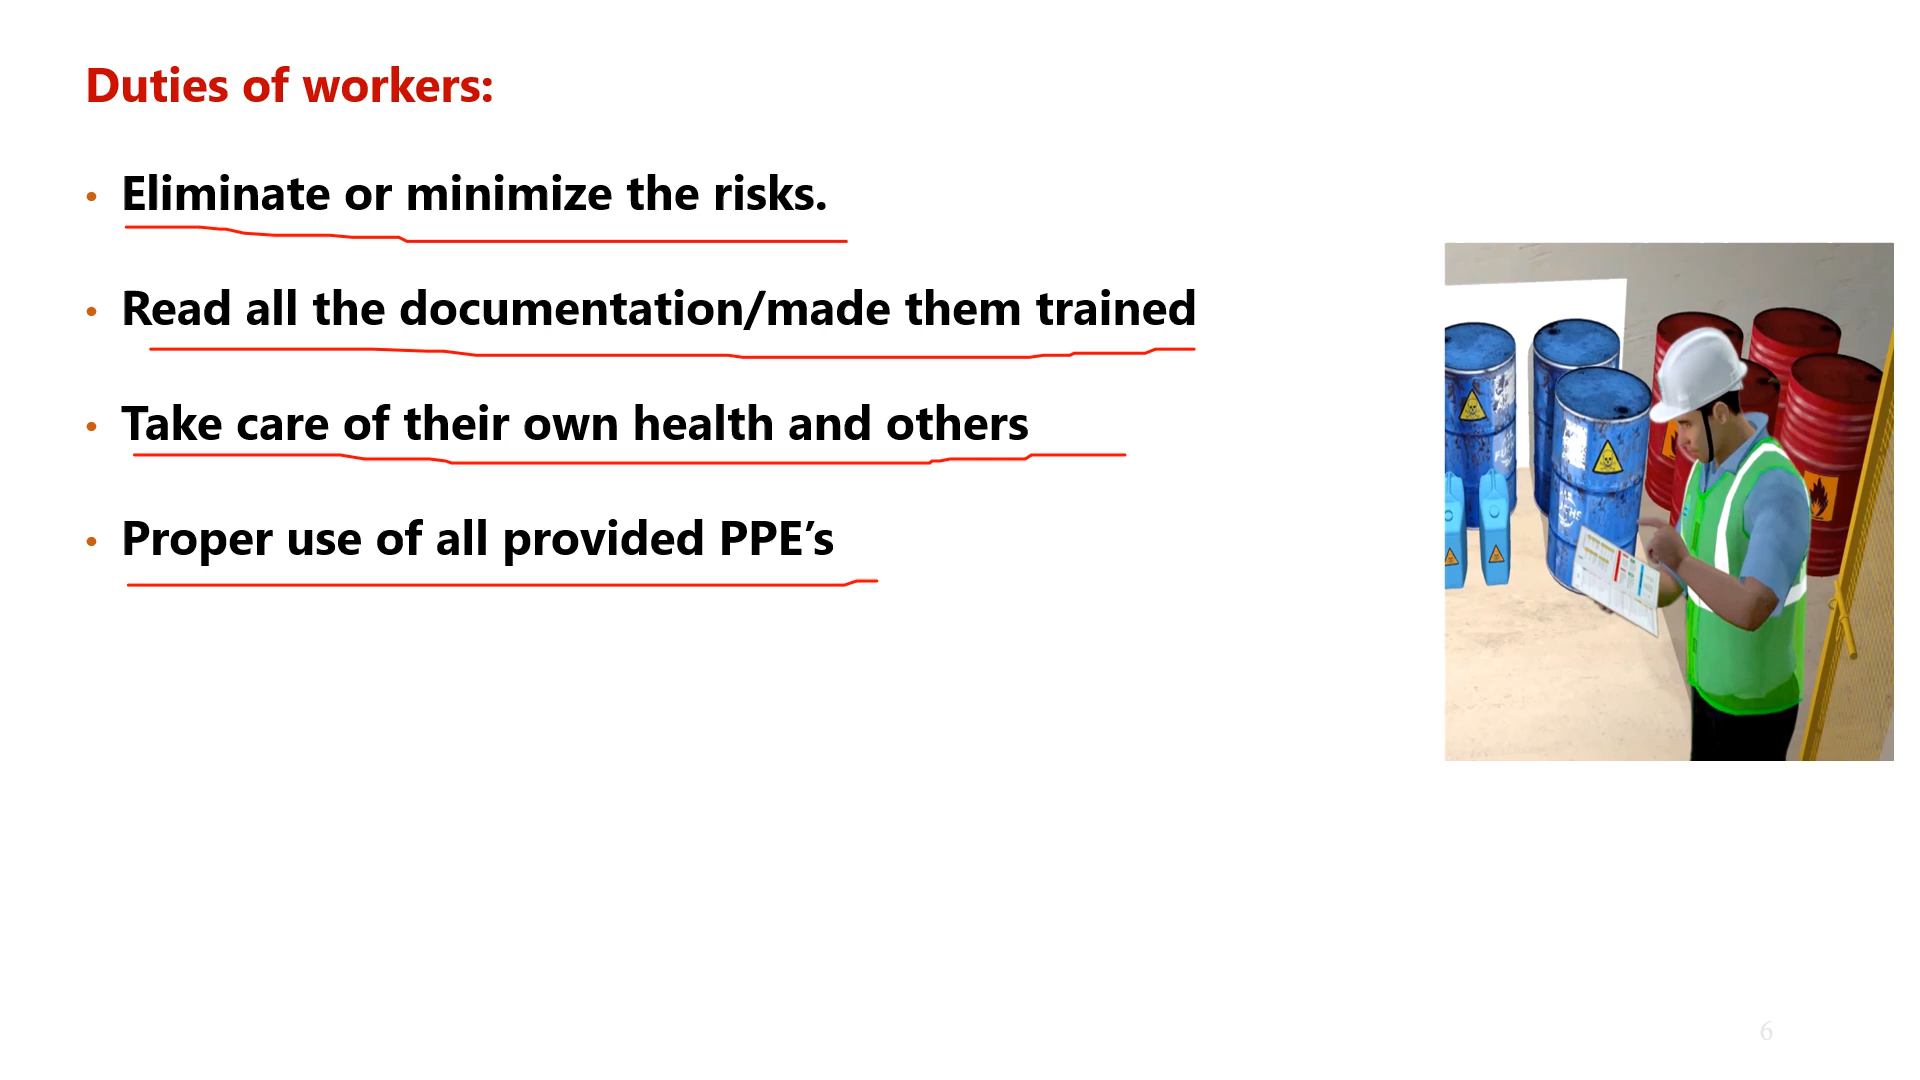 Duties of workers:
• Eliminate or minimize the risks.
• Read all the documentation/made them trained
• Take care of their own health and others
• Proper use of all provided PPE’s
6